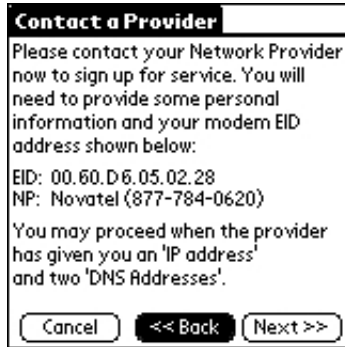 Contact a Provider
Please contact your Network Provider
now to sign up for service. You will
need to provide some personal
information and your modem EID
address shown below:
EID: 00.60.D6.05.02.28
NP: Novatel (877-784-0620)
You may proceed when the provider
has given you an 'IP address'
and two 'DNS Addresses'.
Cancel << Back Next >>